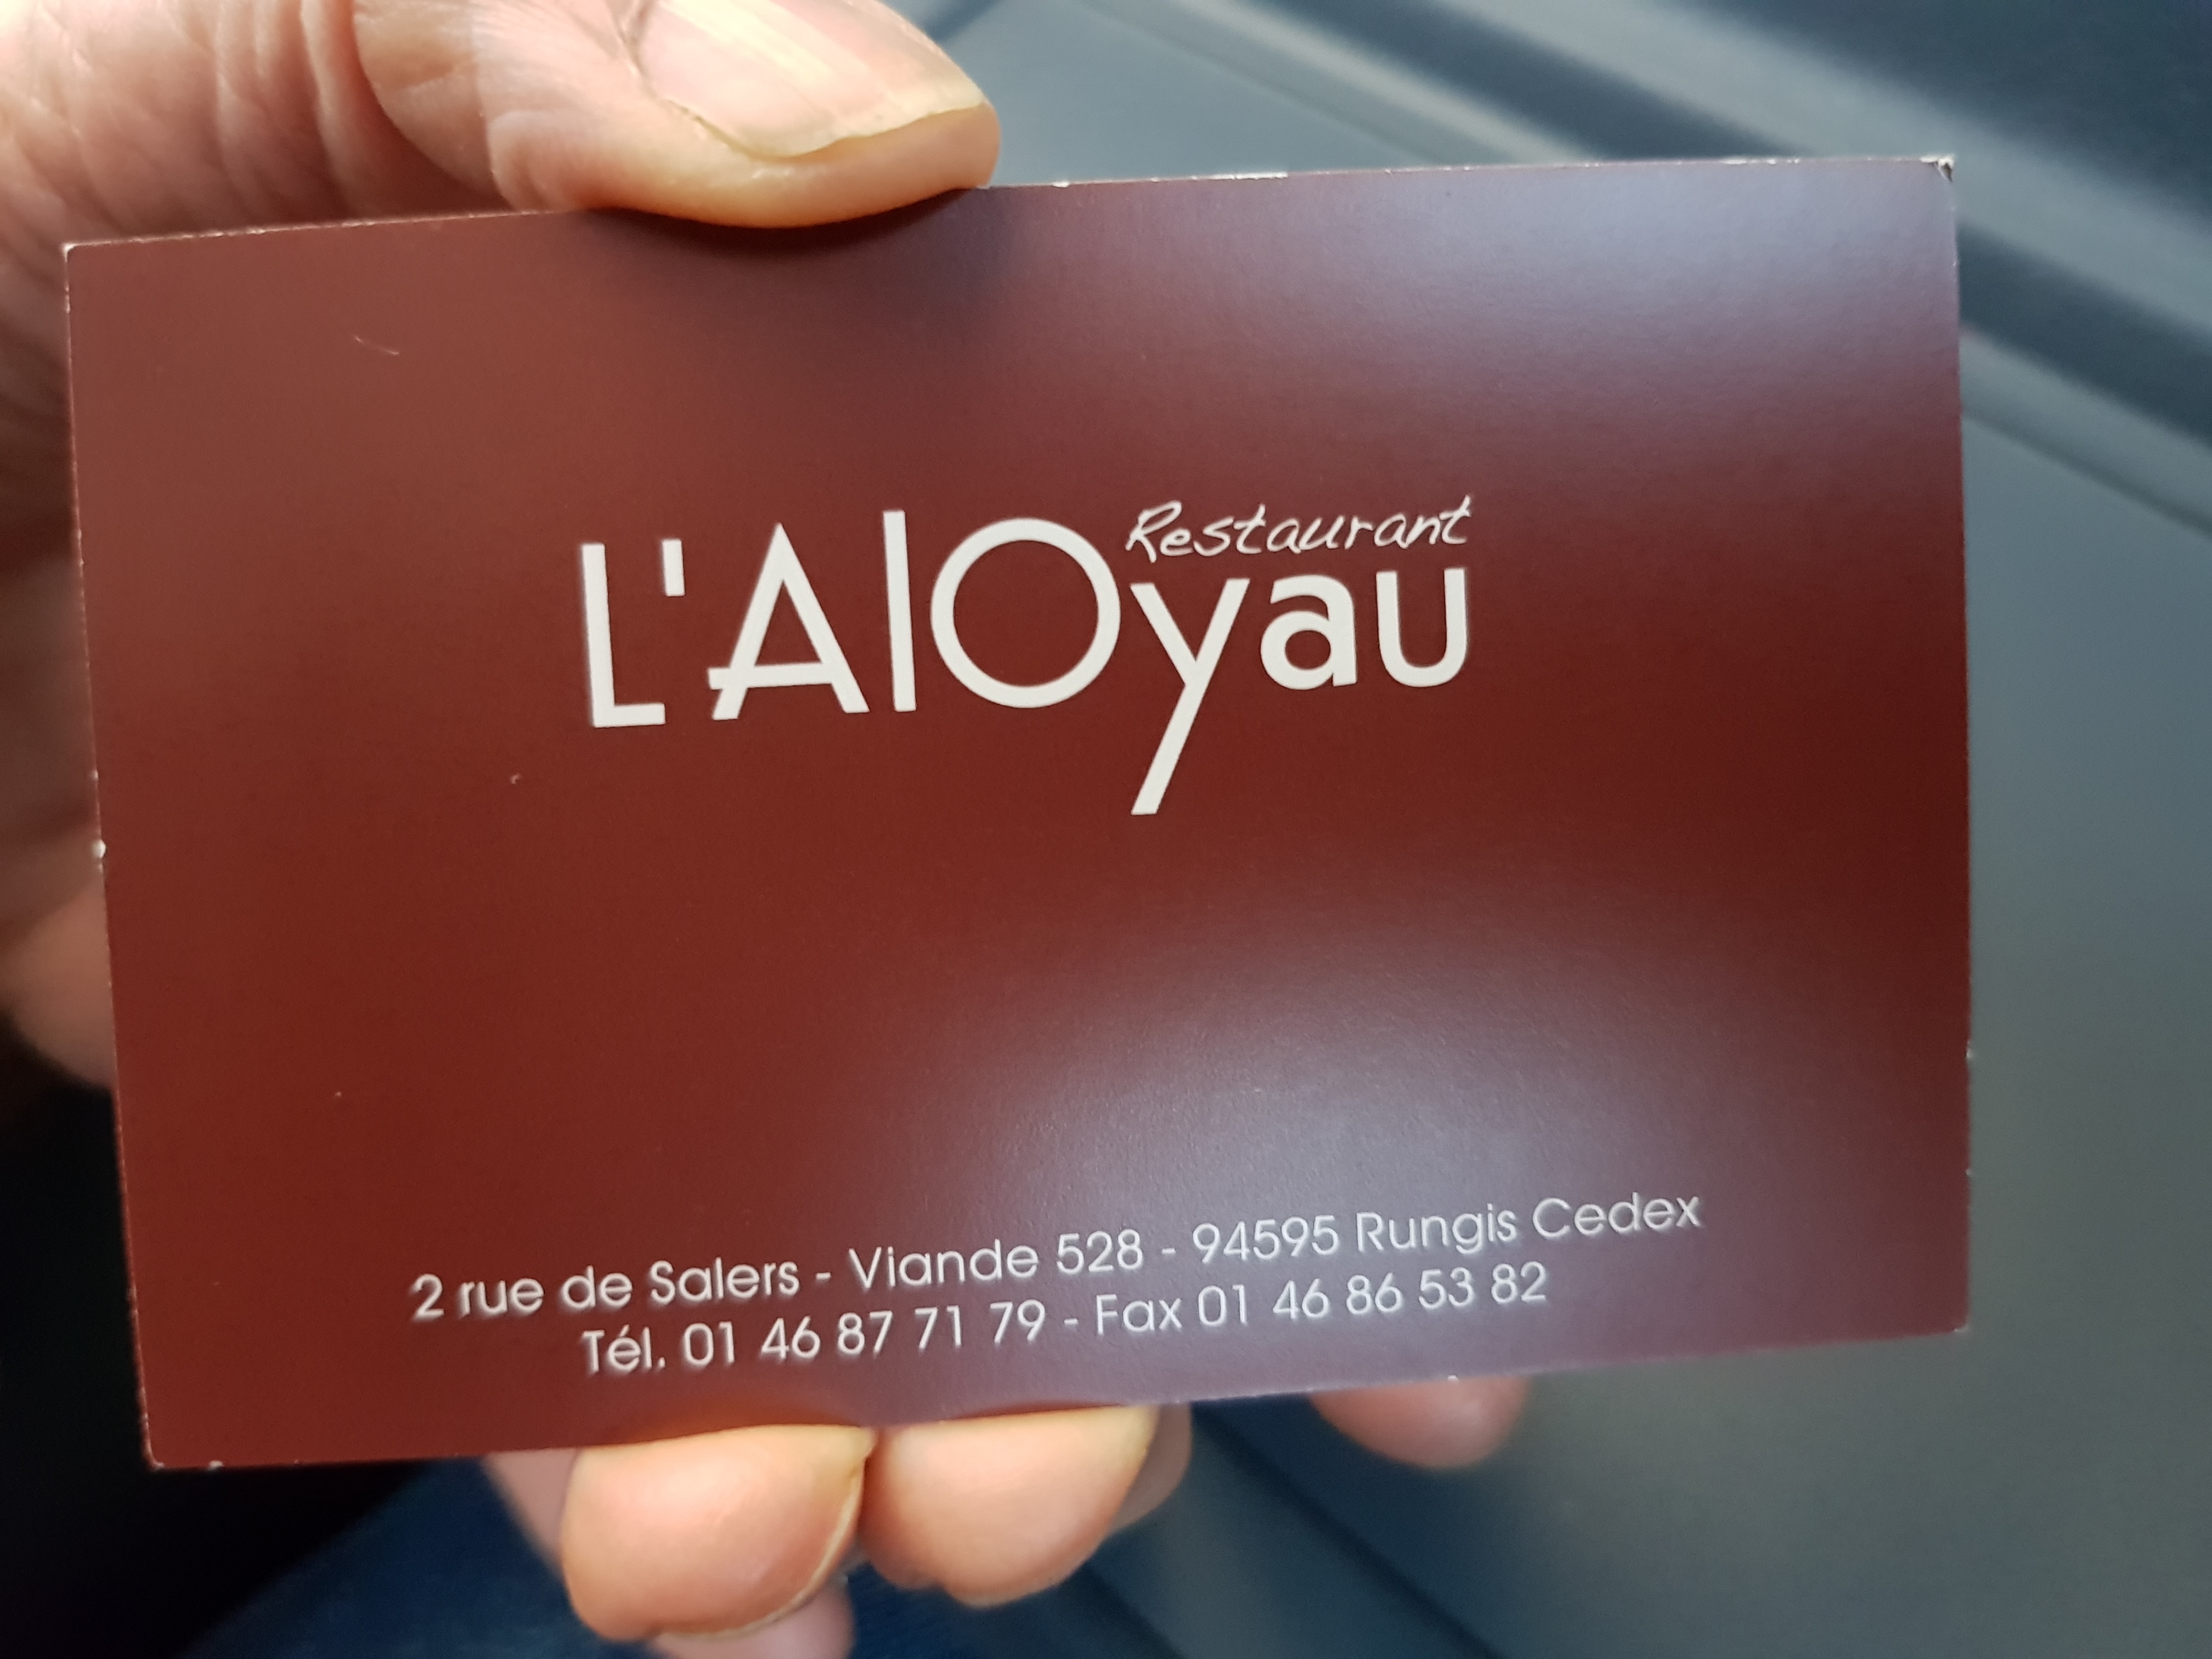 Restaurant
L'AlOyau
2 rue de Salers - Viande 528 - 94595 Rungis Cedex
Tél. 01 46 87 71 79 - Fax 01 46 86 53 82